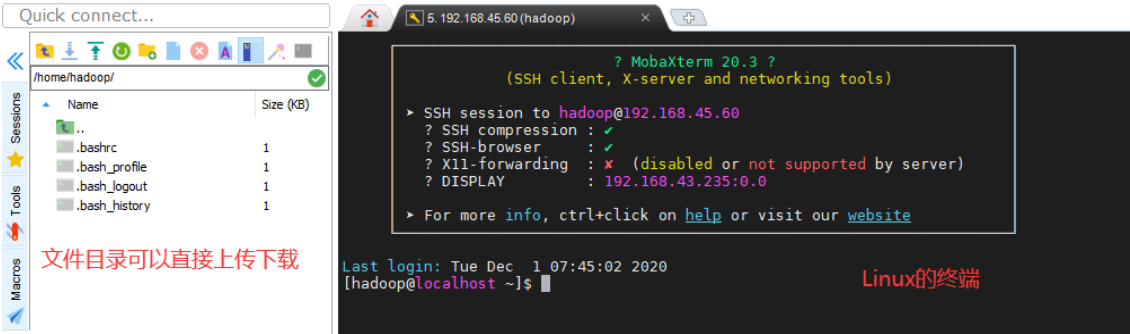 Quick connect...
5. 192.168.45.60 (hadoop)
/home/hadoop/
Name Size (KB)
..
.bashrc 1
.bash_profile 1
.bash_logout 1
.bash_history 1
Sessions
Tools
Macros
文件目录可以直接上传下载
? MobaXterm 20.3 ?
(SSH client, X-server and networking tools)
➤ SSH session to hadoop@192.168.45.60
? SSH compression : ✔
? SSH-browser : ✔
? X11-forwarding : ✘ (disabled or not supported by server)
? DISPLAY : 192.168.43.235:0.0
➤ For more info, ctrl+click on help or visit our website
Last login: Tue Dec 1 07:45:02 2020
[hadoop@localhost ~]$
Linux的终端